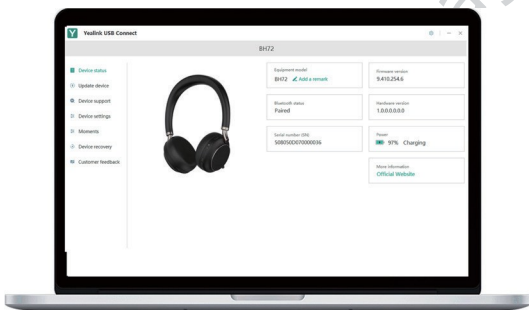 Yealink USB Connect
BH72
Device status
Update device
Device support
Device settings
Moments
Device recovery
Customer feedback
Equipment model
BH72 Add a remark
Firmware version
9.410.254.6
Bluetooth status
Paired
Hardware version
1.0.0.0.0.0.0
Serial number (SN)
Power
97% Charging
More information
Official Website